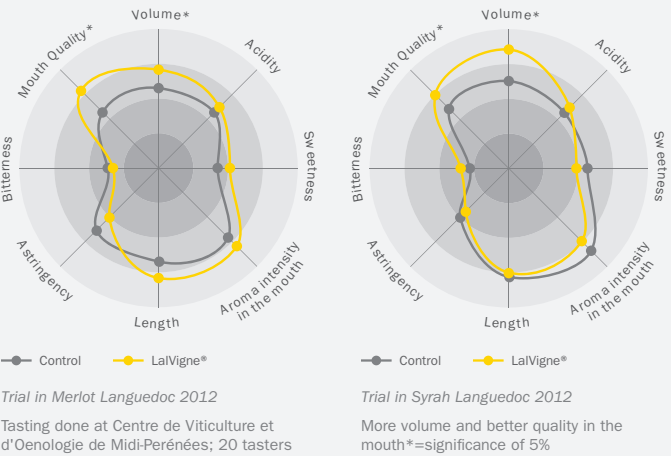 Volume*
Acidity
Sweetness
Aroma intensity
in the mouth
Length
Astringency
Bitterness
Mouth Quality*
Control
LalVigne®
Trial in Merlot Languedoc 2012
Tasting done at Centre de Viticulture et
d'Oenologie de Midi-Perénées; 20 tasters
Volume*
Acidity
Sweetness
Aroma intensity
in the mouth
Length
Astringency
Bitterness
Mouth Quality*
Control
LalVigne®
Trial in Syrah Languedoc 2012
More volume and better quality in the
mouth*=significance of 5%